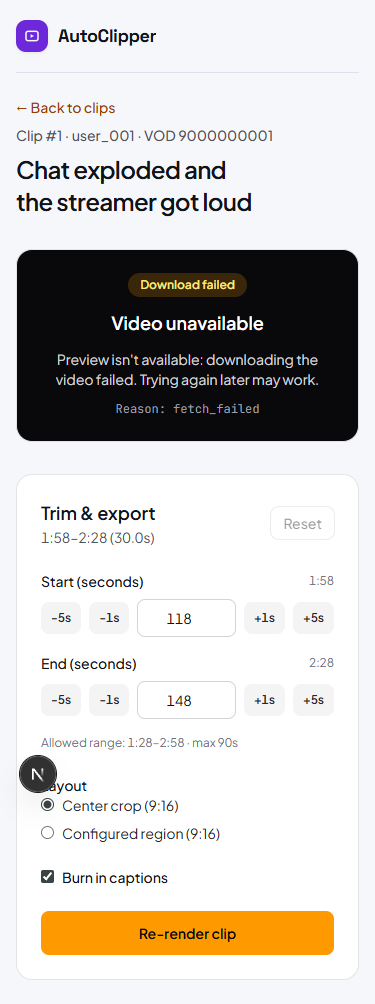 AutoClipper
← Back to clips
Clip #1 · user_001 · VOD 9000000001
Chat exploded and
the streamer got loud
Download failed
Video unavailable
Preview isn't available: downloading the
video failed. Trying again later may work.
Reason: fetch_failed
Trim & export
Reset
1:58–2:28 (30.0s)
Start (seconds) 1:58
-5s -1s 118 +1s +5s
End (seconds) 2:28
-5s -1s 148 +1s +5s
Allowed range: 1:28–2:58 · max 90s
N
ayout
Center crop (9:16)
Configured region (9:16)
Burn in captions
Re-render clip